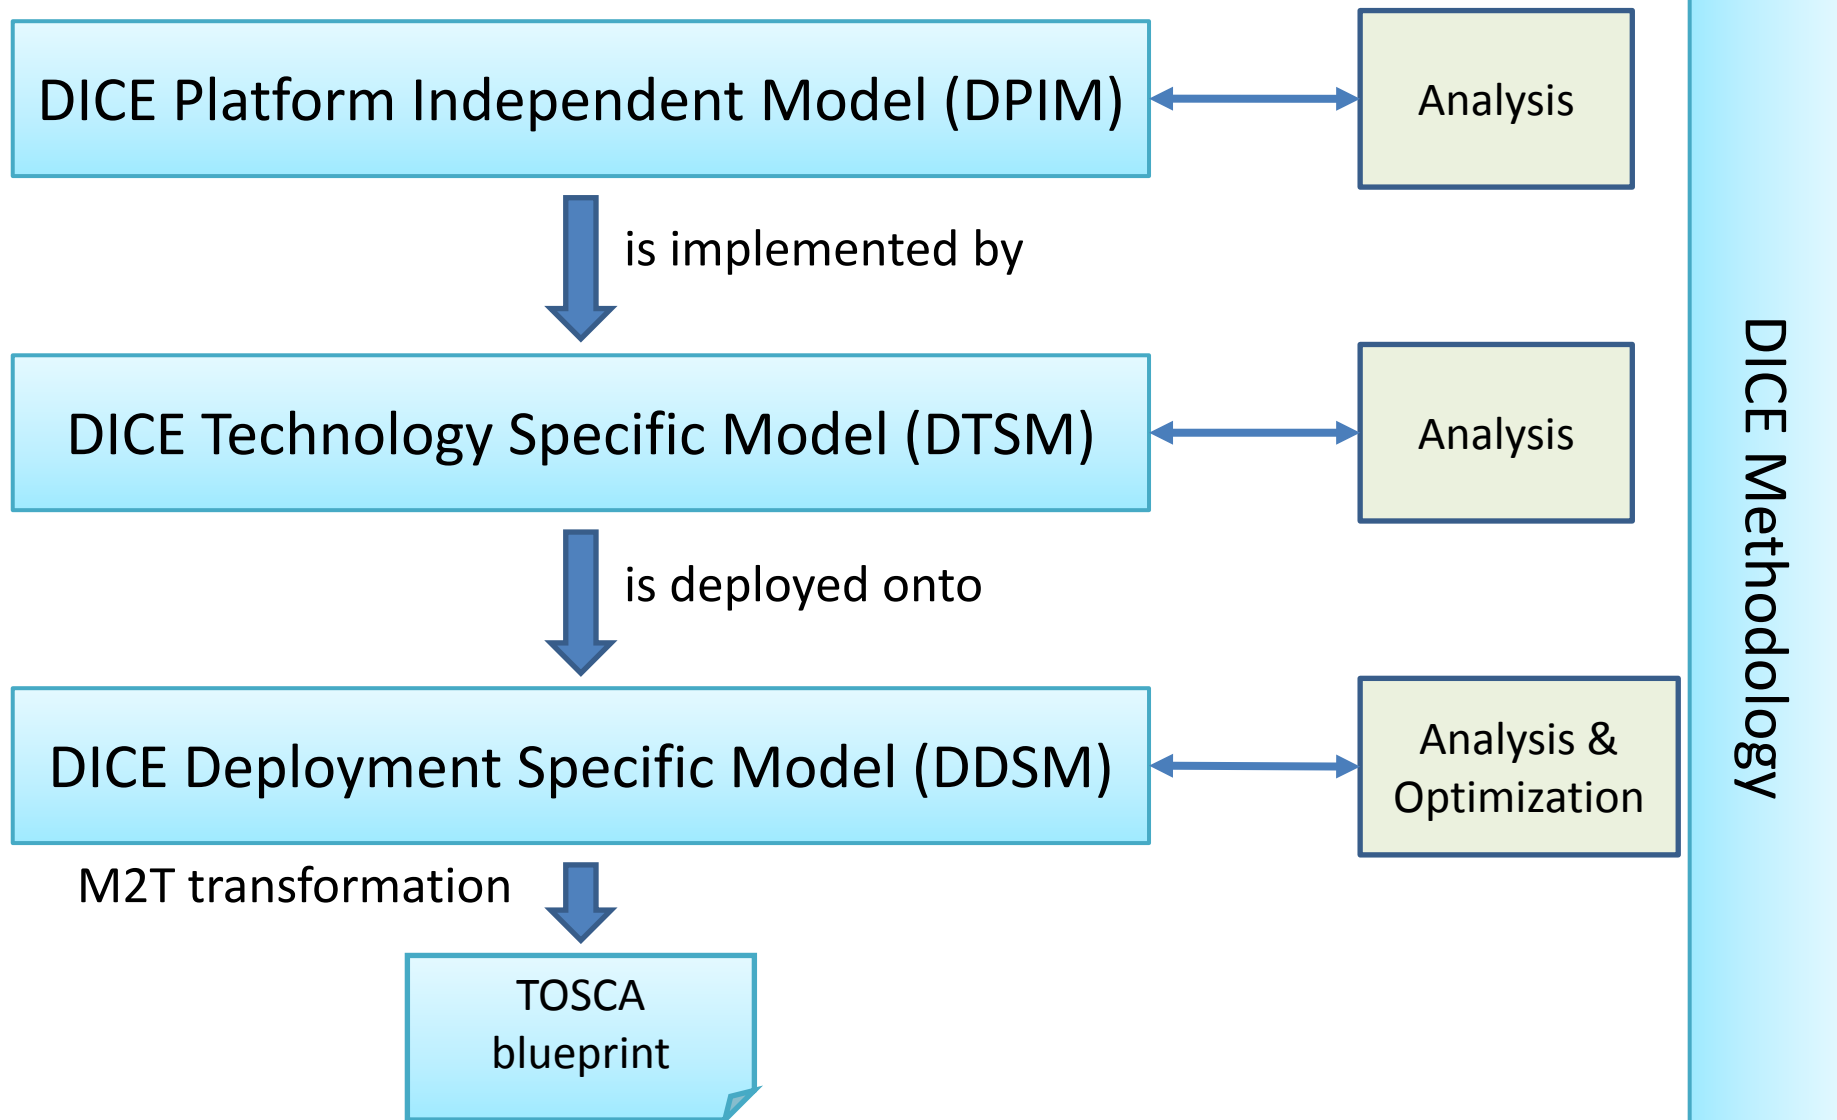 DICE Platform Independent Model (DPIM)
Analysis
is implemented by
DICE Technology Specific Model (DTSM)
Analysis
is deployed onto
DICE Deployment Specific Model (DDSM)
Analysis &
Optimization
M2T transformation
TOSCA
blueprint
DICE Methodology